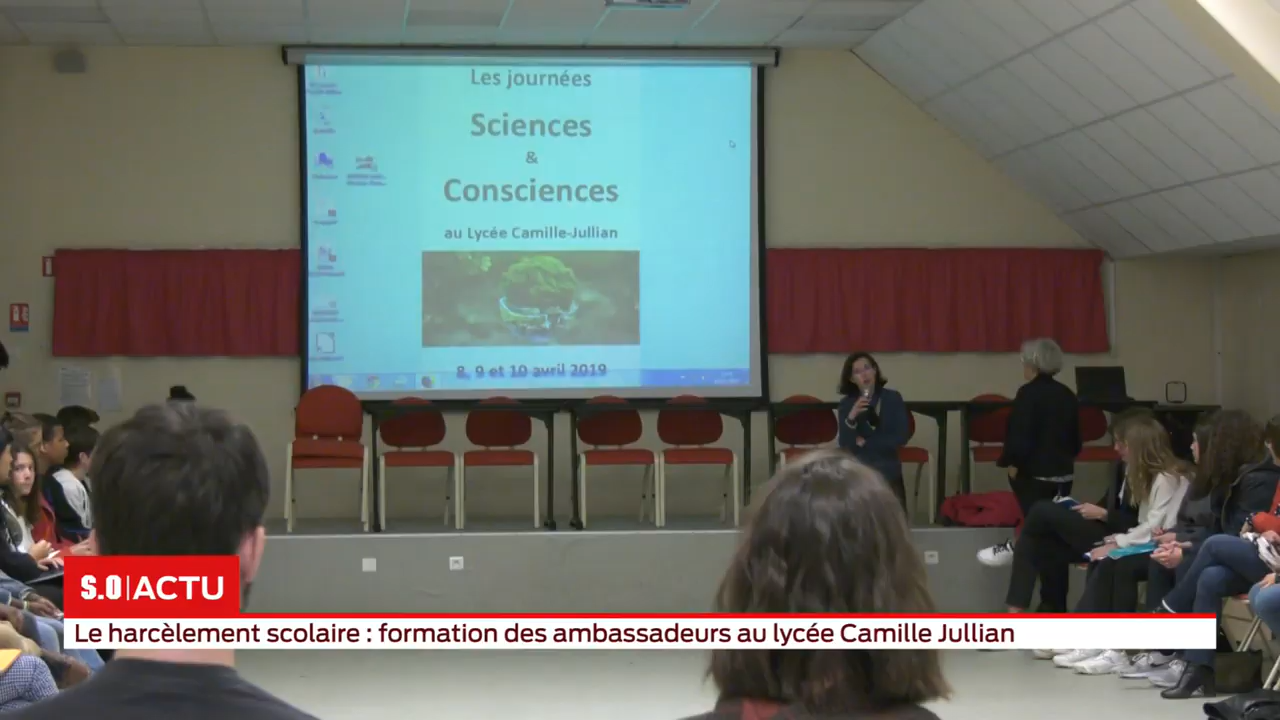 Les journées
Sciences
&
Consciences
au Lycée Camille-Jullian
8, 9 et 10 avril 2019
S.O|ACTU
Le harcèlement scolaire : formation des ambassadeurs au lycée Camille Jullian